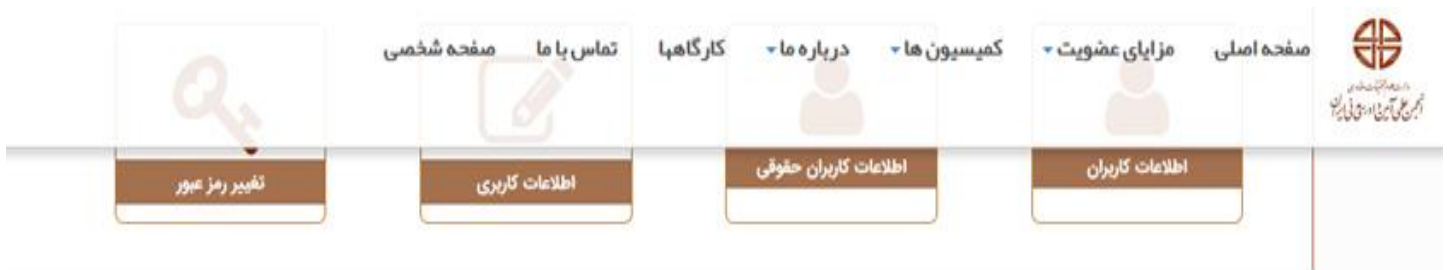 صفحه اصلی مزایای عضویت کمیسیون ها درباره ما کارگاهها تماس با ما صفحه شخصی
اطلاعات کاربران اطلاعات کاربران حقوقی اطلاعات کاربری تغییر رمز عبور